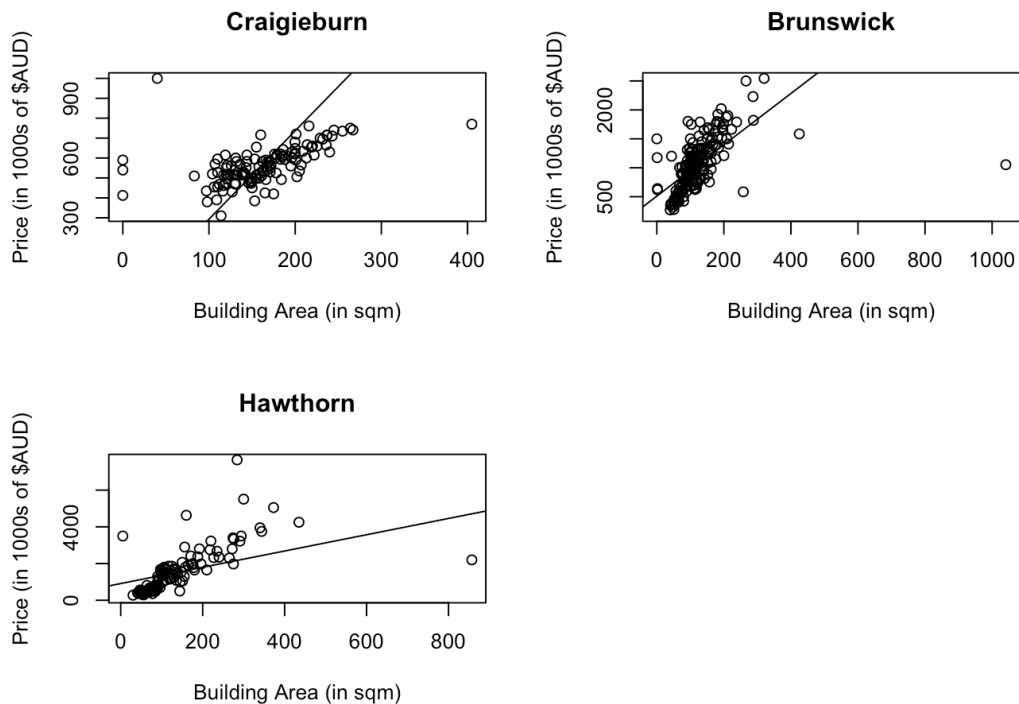 Craigieburn
Price (in 1000s of $AUD)
300
600
900
0
100
200
300
400
Building Area (in sqm)
Brunswick
Price (in 1000s of $AUD)
500
2000
0
200
400
600
800
1000
Building Area (in sqm)
Hawthorn
Price (in 1000s of $AUD)
0
4000
0
200
400
600
800
Building Area (in sqm)